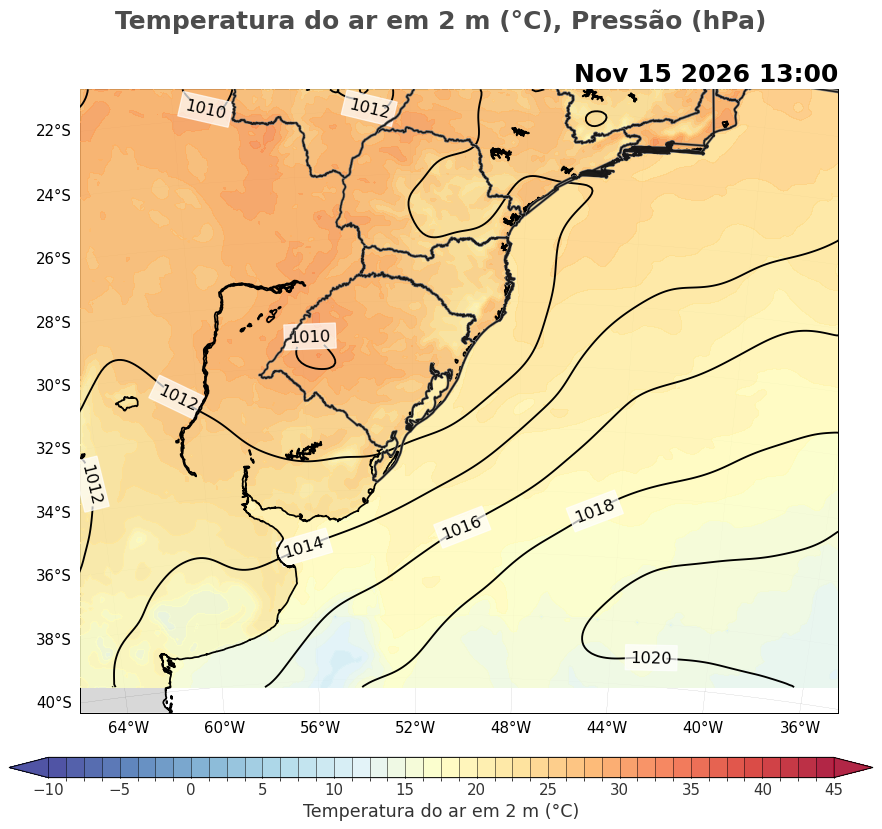 Temperatura do ar em 2 m (°C), Pressão (hPa)
Nov 15 2026 13:00
1010
1012
22°S
24°S
26°S
28°S
30°S
32°S
34°S
36°S
38°S
40°S
1010
1012
1012
1014
1016
1018
1020
64°W 60°W 56°W 52°W 48°W 44°W 40°W 36°W
−10 −5 0 5 10 15 20 25 30 35 40 45
Temperatura do ar em 2 m (°C)